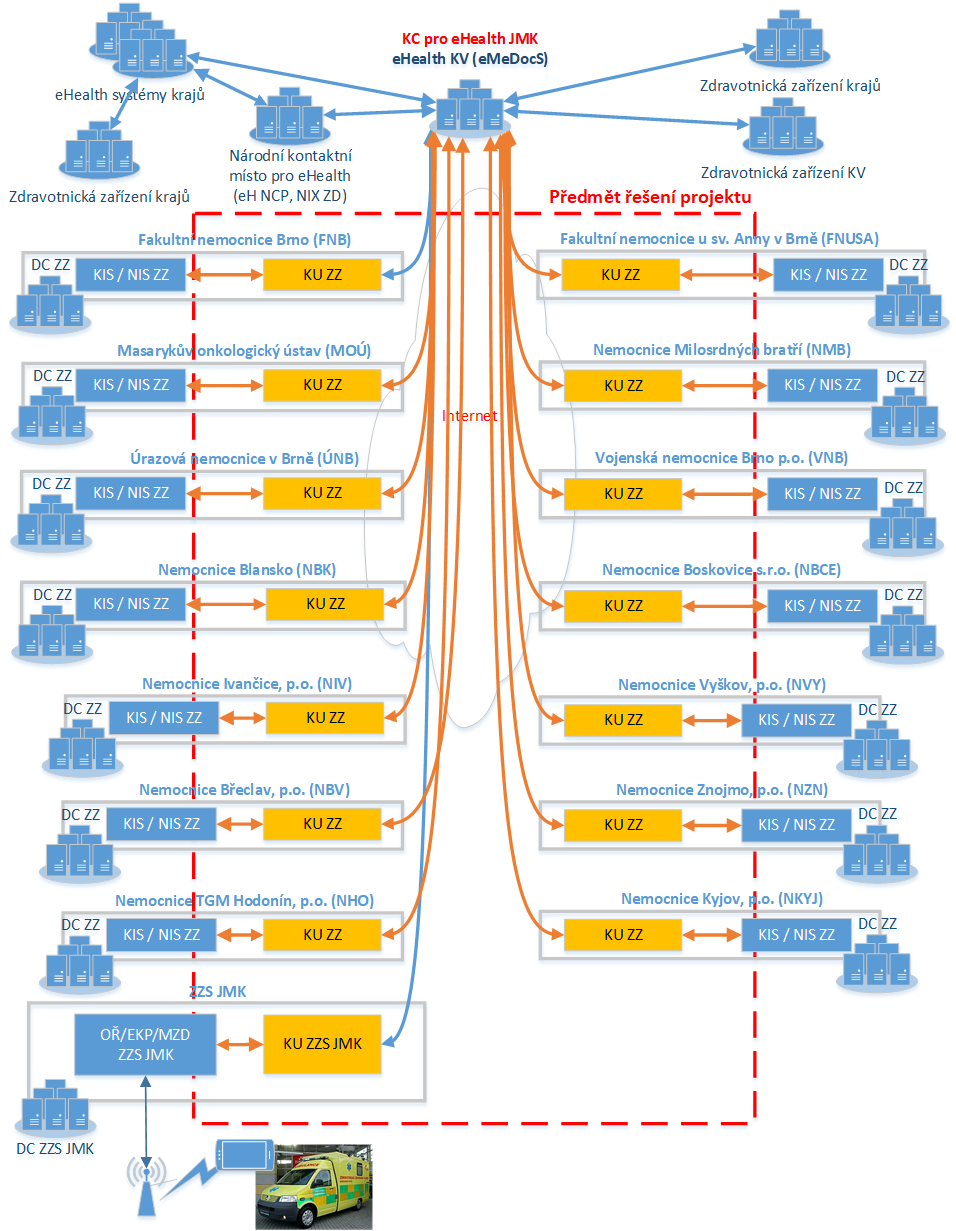 KC pro eHealth JMK
eHealth KV (eMeDocS)
eHealth systémy krajů
Zdravotnická zařízení krajů
Zdravotnická zařízení krajů
Národní kontaktní
místo pro eHealth
(eH NCP, NIX ZD)
Zdravotnická zařízení KV
Předmět řešení projektu
Internet
Fakultní nemocnice Brno (FNB)
DC ZZ
KIS / NIS ZZ
KU ZZ
Fakultní nemocnice u sv. Anny v Brně (FNUSA)
KU ZZ
KIS / NIS ZZ
DC ZZ
Masarykův onkologický ústav (MOÚ)
DC ZZ
KIS / NIS ZZ
KU ZZ
Nemocnice Milosrdných bratří (NMB)
KU ZZ
KIS / NIS ZZ
DC ZZ
Úrazová nemocnice v Brně (ÚNB)
DC ZZ
KIS / NIS ZZ
KU ZZ
Vojenská nemocnice Brno p.o. (VNB)
KU ZZ
KIS / NIS ZZ
DC ZZ
Nemocnice Blansko (NBK)
DC ZZ
KIS / NIS ZZ
KU ZZ
Nemocnice Boskovice s.r.o. (NBCE)
KU ZZ
KIS / NIS ZZ
DC ZZ
Nemocnice Ivančice, p.o. (NIV)
DC ZZ
KIS / NIS ZZ
KU ZZ
Nemocnice Vyškov, p.o. (NVY)
KU ZZ
KIS / NIS ZZ
DC ZZ
Nemocnice Břeclav, p.o. (NBV)
DC ZZ
KIS / NIS ZZ
KU ZZ
Nemocnice Znojmo, p.o. (NZN)
KU ZZ
KIS / NIS ZZ
DC ZZ
Nemocnice TGM Hodonín, p.o. (NHO)
DC ZZ
KIS / NIS ZZ
KU ZZ
Nemocnice Kyjov, p.o. (NKYJ)
KU ZZ
KIS / NIS ZZ
DC ZZ
ZZS JMK
OŘ/EKP/MZD
ZZS JMK
KU ZZS JMK
DC ZZS JMK